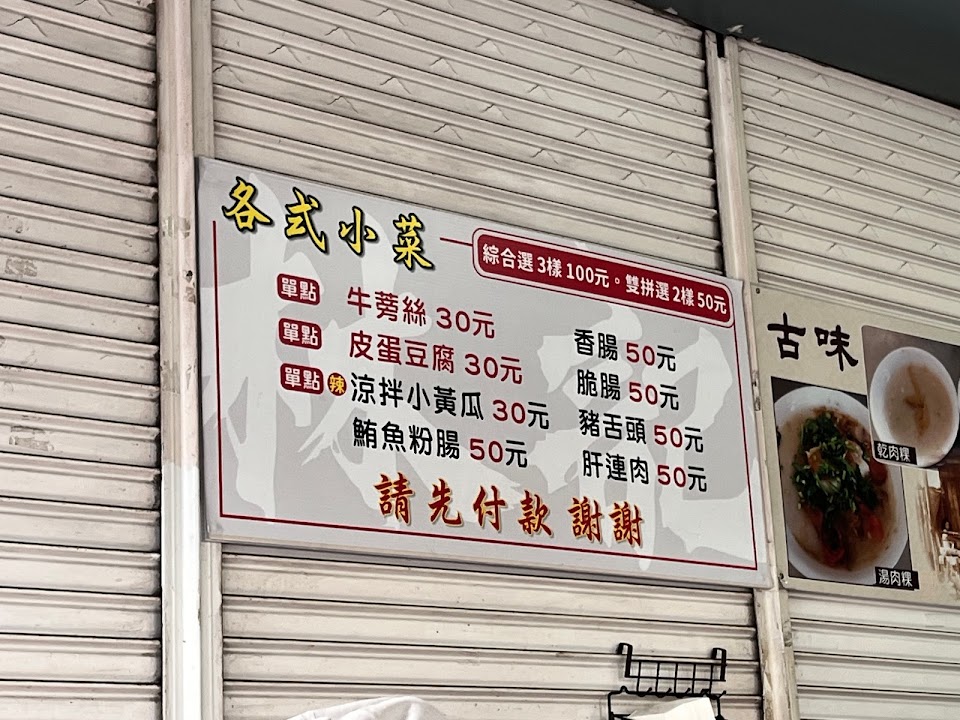 各式小菜
綜合選3樣100元。雙拼選2樣50元
單點 牛蒡絲 30元
單點 皮蛋豆腐 30元
單點 辣 涼拌小黃瓜 30元
鮪魚粉腸 50元
香腸 50元
脆腸 50元
豬舌頭 50元
肝連肉 50元
請先付款 謝謝
林記
古味
乾肉粿
湯肉粿